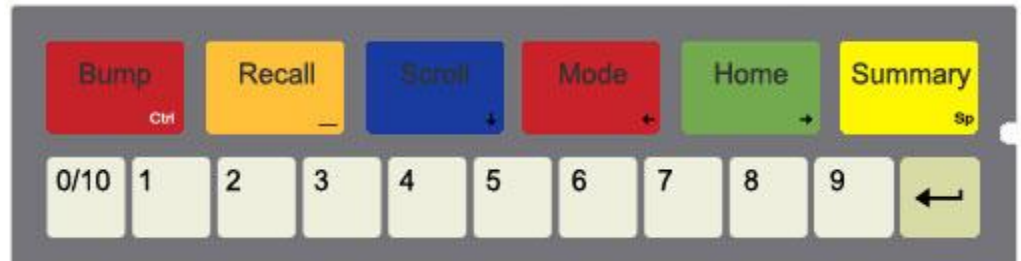 Bump Recall Scroll Mode Home Summary
Ctrl _ ↓ ← → Sp
0/10 1 2 3 4 5 6 7 8 9 ↵